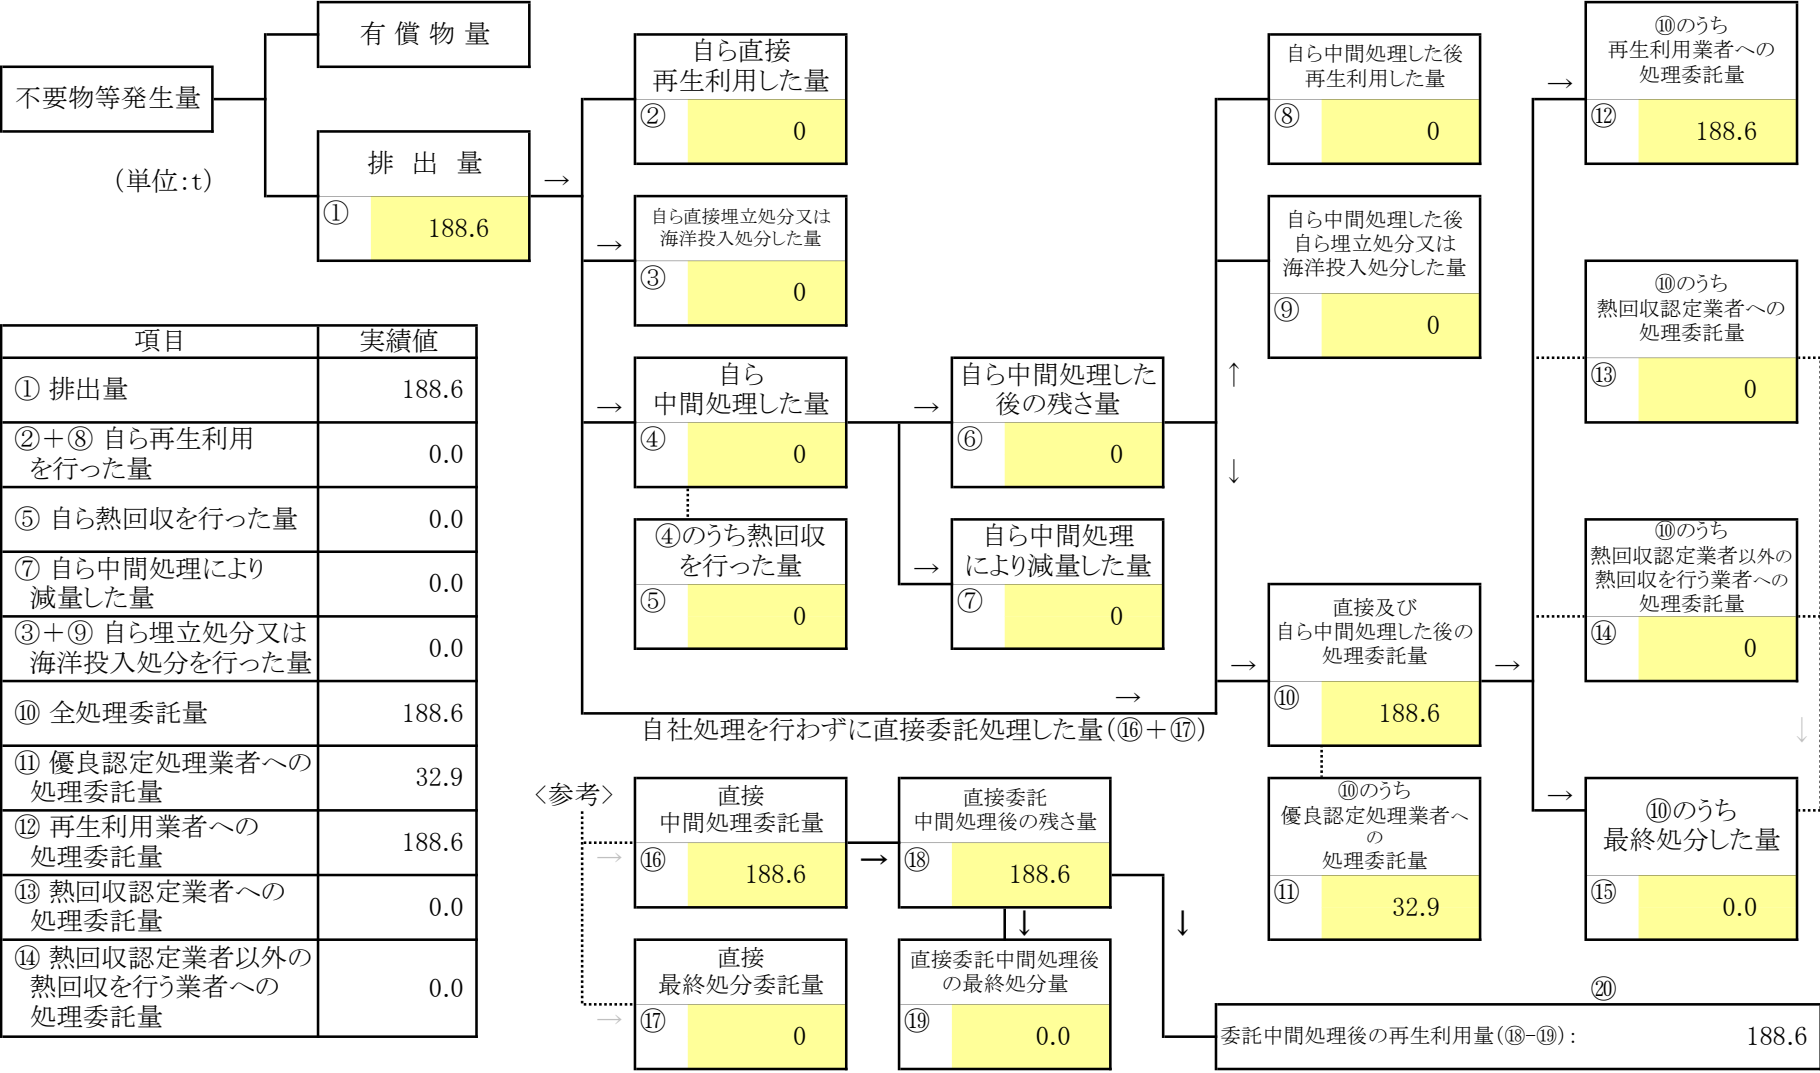 有 償 物 量
不要物等発生量
（単位:t）
排　出　量
→
①
188.6
自ら直接
再生利用した量
②
0
→
自ら直接埋立処分又は
海洋投入処分した量
③
0
→
自ら
中間処理した量
④
0
④のうち熱回収
を行った量
⑤
0
→
自ら中間処理した
後の残さ量
⑥
0
→
自ら中間処理
により減量した量
⑦
0
自ら中間処理した後
再生利用した量
⑧
0
自ら中間処理した後
自ら埋立処分又は
海洋投入処分した量
⑨
0
↑
↓
→
自社処理を行わずに直接委託処理した量（⑯＋⑰）
→
直接及び
自ら中間処理した後の
処理委託量
⑩
188.6
⑩のうち
優良認定処理業者へ
の
処理委託量
⑪
32.9
→
→
⑩のうち
再生利用業者への
処理委託量
⑫
188.6
⑩のうち
熱回収認定業者への
処理委託量
⑬
0
⑩のうち
熱回収認定業者以外の
熱回収を行う業者への
処理委託量
⑭
0
↓
→
⑩のうち
最終処分した量
⑮
0.0
項目 実績値
① 排出量 188.6
②＋⑧ 自ら再生利用
を行った量 0.0
⑤ 自ら熱回収を行った量 0.0
⑦ 自ら中間処理により
減量した量 0.0
③＋⑨ 自ら埋立処分又は
海洋投入処分を行った量 0.0
⑩ 全処理委託量 188.6
⑪ 優良認定処理業者への
処理委託量 32.9
⑫ 再生利用業者への
処理委託量 188.6
⑬ 熱回収認定業者への
処理委託量 0.0
⑭ 熱回収認定業者以外の
熱回収を行う業者への
処理委託量 0.0
〈参考〉
→
直接
中間処理委託量
⑯
188.6
→
直接委託
中間処理後の残さ量
⑱
188.6
↓
↓
→
直接
最終処分委託量
⑰
0
直接委託中間処理後
の最終処分量
⑲
0.0
⑳
委託中間処理後の再生利用量（⑱-⑲）: 188.6